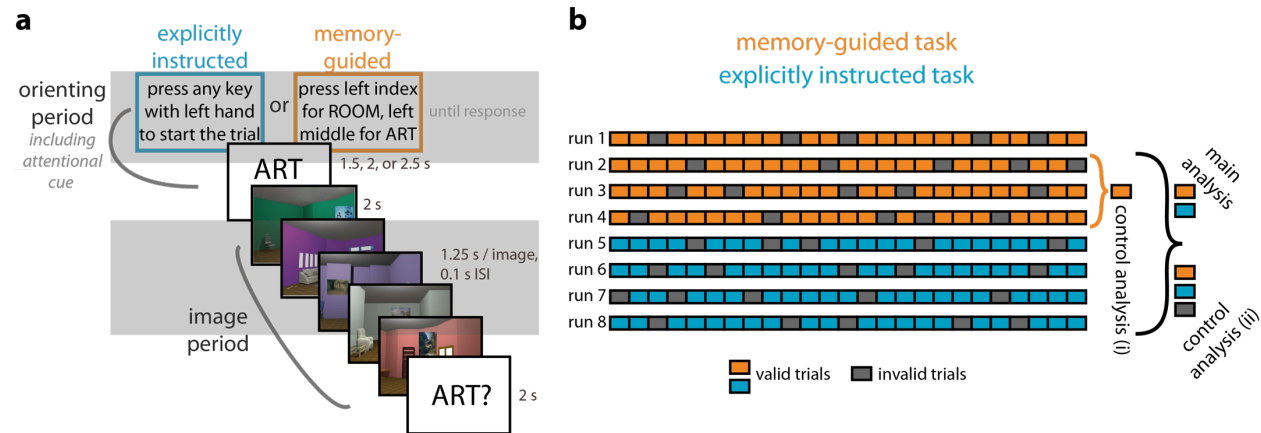 a
explicitly
instructed
memory-
guided
orienting
period
including
attentional
cue
press any key
with left hand
to start the trial
or
press left index
for ROOM, left
middle for ART
until response
ART
1.5, 2, or 2.5 s
2 s
1.25 s / image,
0.1 s ISI
image
period
ART?
2 s
b
memory-guided task
explicitly instructed task
run 1
run 2
run 3
run 4
run 5
run 6
run 7
run 8
control analysis (i)
main
analysis
control
analysis (ii)
valid trials
invalid trials